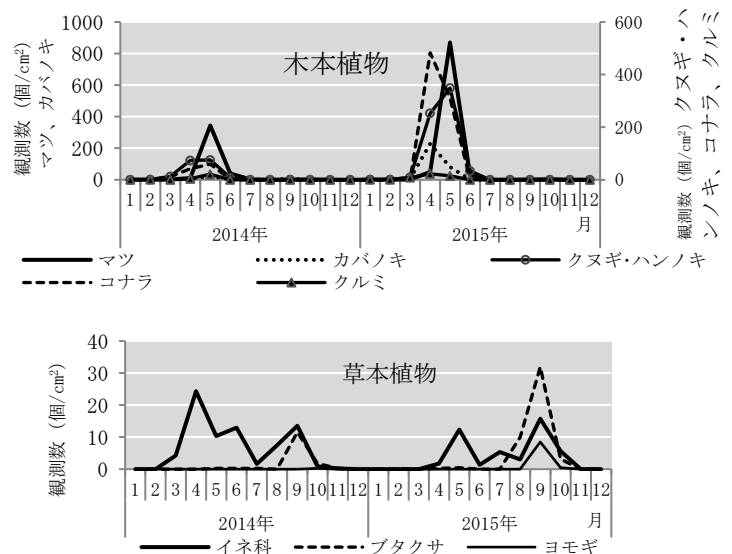 木本植物
観測数 (個/cm²)
マツ、カバノキ
1000
800
600
400
200
0
600
400
200
0
観測数 (個/cm²) クヌギ・ハ
ンノキ、コナラ、クルミ
1 2 3 4 5 6 7 8 9 10 11 12 1 2 3 4 5 6 7 8 9 10 11 12
月
2014年 2015年
マツ カバノキ クヌギ・ハンノキ
コナラ クルミ
草本植物
観測数 (個/cm²)
40
30
20
10
0
1 2 3 4 5 6 7 8 9 10 11 12 1 2 3 4 5 6 7 8 9 10 11 12
2014年 2015年 月
イネ科 ブタクサ ヨモギ